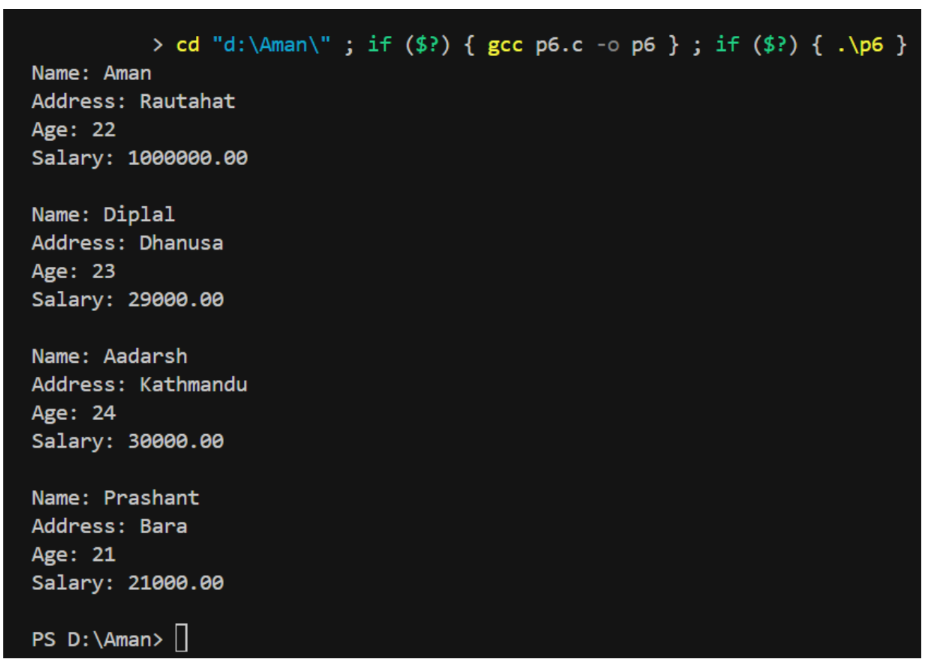 > cd "d:\Aman\" ; if ($?) { gcc p6.c -o p6 } ; if ($?) { .\p6 }
Name: Aman
Address: Rautahat
Age: 22
Salary: 1000000.00
Name: Diplal
Address: Dhanusa
Age: 23
Salary: 29000.00
Name: Aadarsh
Address: Kathmandu
Age: 24
Salary: 30000.00
Name: Prashant
Address: Bara
Age: 21
Salary: 21000.00
PS D:\Aman>